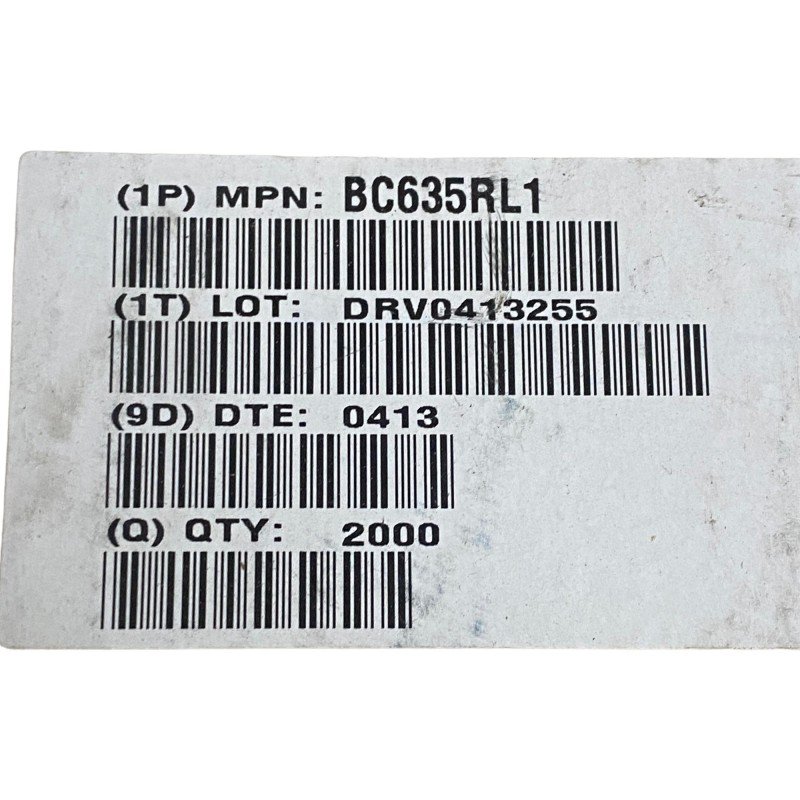 (1P) MPN: BC635RL1
(1T) LOT: DRV0413255
(9D) DTE: 0413
(Q) QTY: 2000